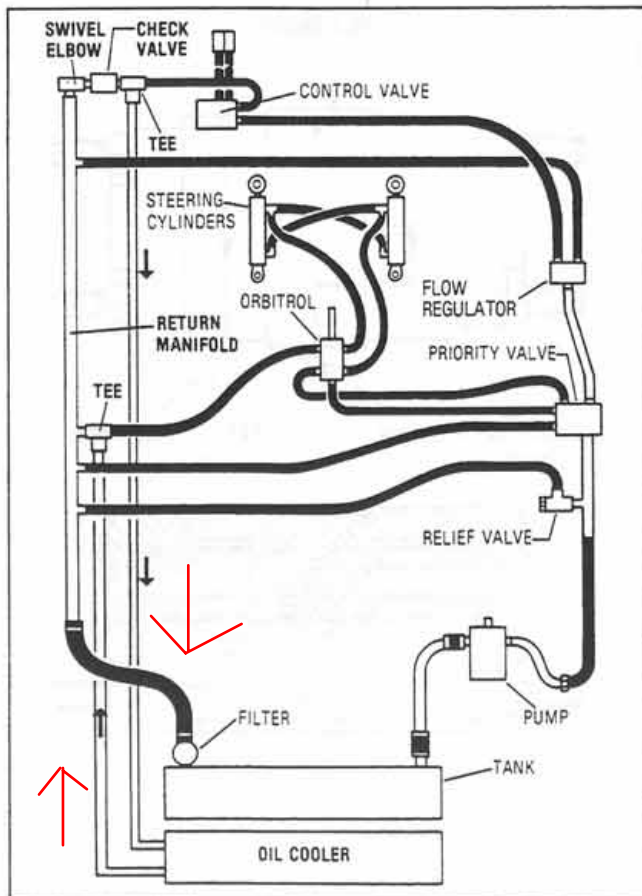 SWIVEL
ELBOW
CHECK
VALVE
CONTROL VALVE
TEE
STEERING
CYLINDERS
FLOW
REGULATOR
ORBITROL
RETURN
MANIFOLD
PRIORITY VALVE
TEE
RELIEF VALVE
PUMP
FILTER
TANK
OIL COOLER